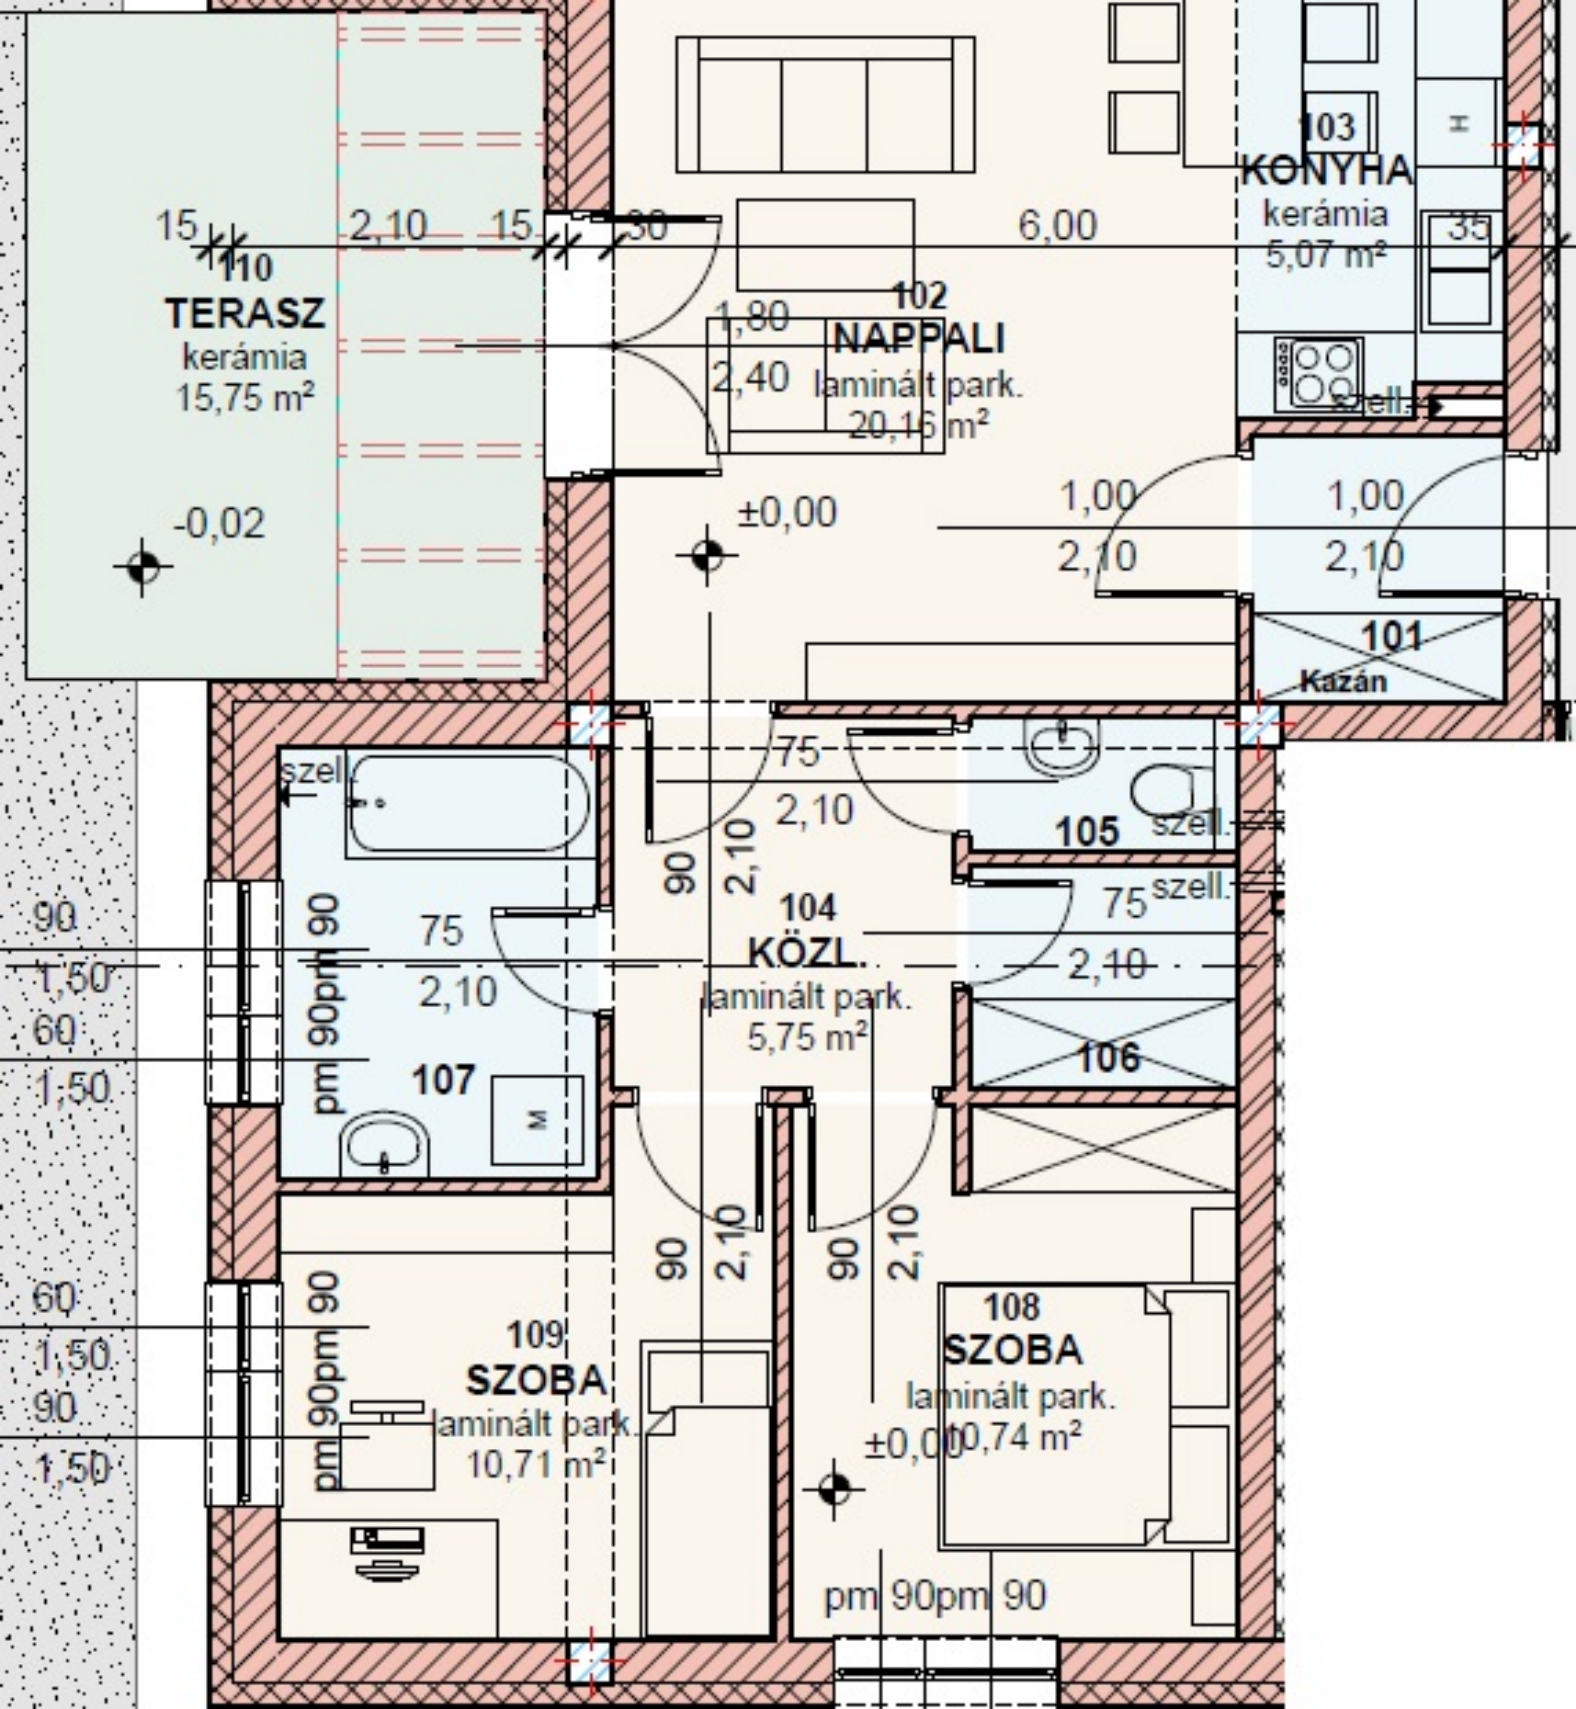 103
KONYHA
kerámia
5,07 m²
H
15
2,10
15
30
6,00
35
110
TERASZ
kerámia
15,75 m²
102
NAPPALI
laminált park.
20,16 m²
1,80
2,40
szell.
-0,02
±0,00
1,00
2,10
1,00
2,10
101
Kazán
szell.
75
2,10
105
szell.
90
2,10
szell.
75
2,10
104
KÖZL.
laminált park.
5,75 m²
106
90
1,50
60
1,50
pm 90pm 90
75
2,10
107
M
90
2,10
90
2,10
60
1,50
90
1,50
pm 90pm 90
109
SZOBA
laminált park.
10,71 m²
108
SZOBA
laminált park.
10,74 m²
±0,00
pm 90pm 90